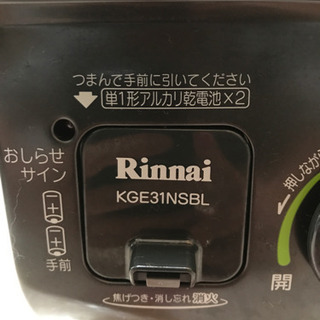 つまんで手前に引いてください
単1形アルカリ乾電池×2
おしらせ
サイン
手前
Rinnai
KGE31NSBL
焦げつき・消し忘れ 消火
押しなが
開